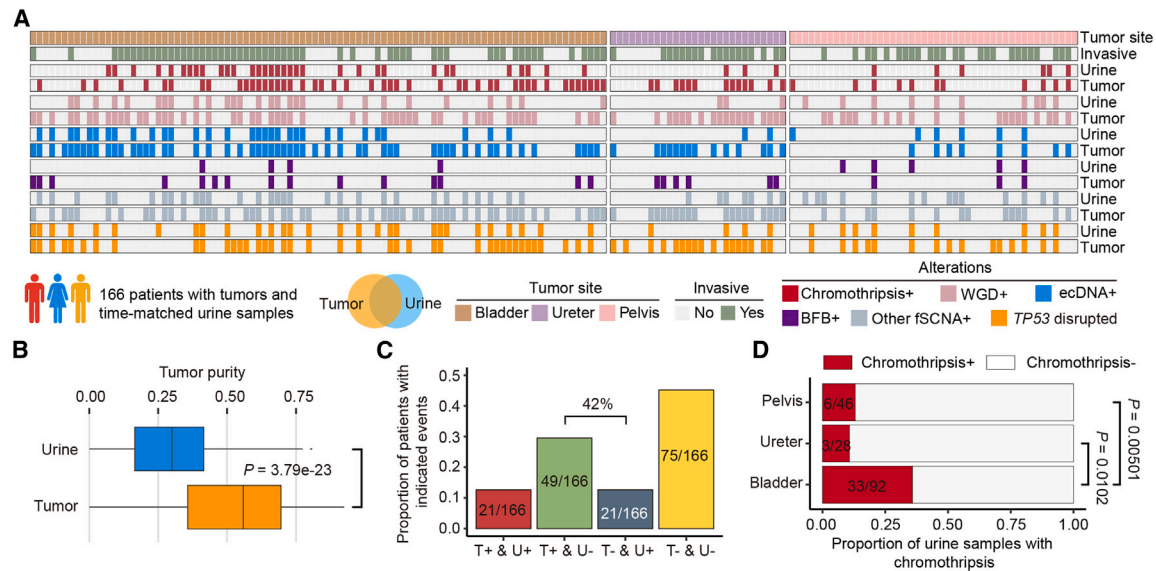 A
Tumor site
Invasive
Urine
Tumor
Urine
Tumor
Urine
Tumor
Urine
Tumor
Urine
Tumor
Urine
Tumor
166 patients with tumors and
time-matched urine samples
Tumor
Urine
Tumor site
Bladder
Ureter
Pelvis
Invasive
No
Yes
Alterations
Chromothripsis+
WGD+
ecDNA+
BFB+
Other fSCNA+
TP53 disrupted
B
Tumor purity
0.00
0.25
0.50
0.75
Urine
Tumor
P = 3.79e-23
C
Proportion of patients with
indicated events
0.5
0.4
0.3
0.2
0.1
0.0
42%
21/166
49/166
21/166
75/166
T+ & U+
T+ & U-
T- & U+
T- & U-
D
Chromothripsis+
Chromothripsis-
Pelvis
6/46
Ureter
3/28
Bladder
33/92
P = 0.0102
P = 0.00501
0.00
0.25
0.50
0.75
1.00
Proportion of urine samples with
chromothripsis